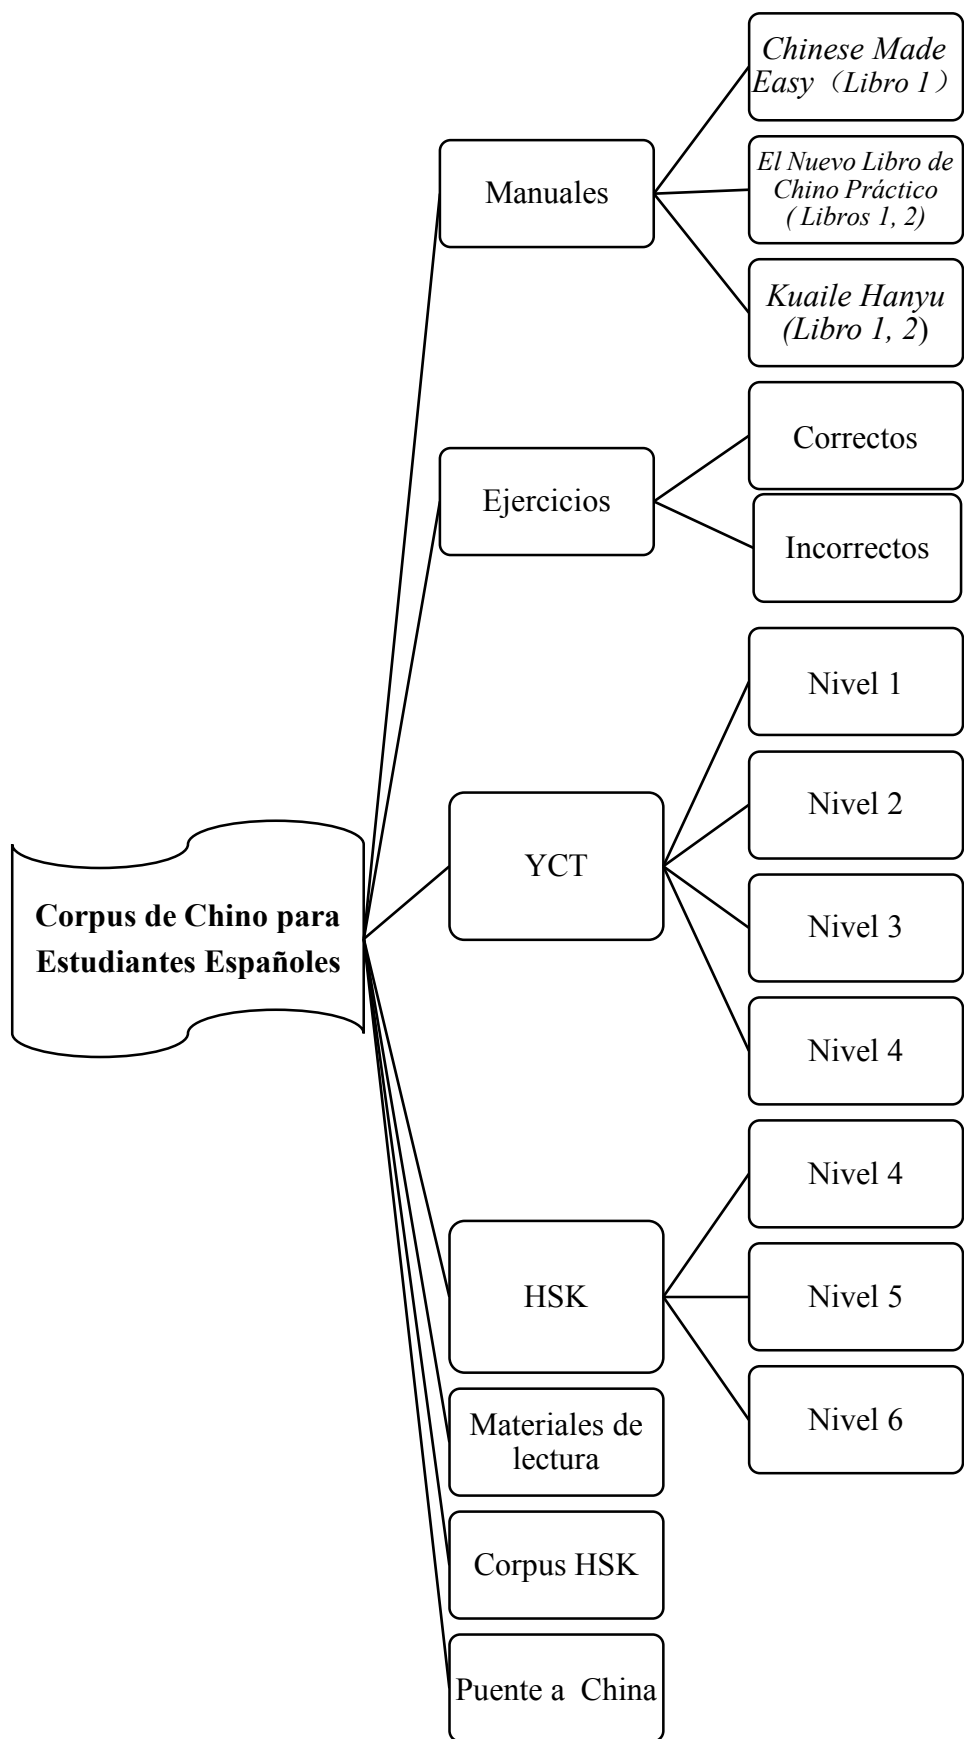 Corpus de Chino para
Estudiantes Españoles
Manuales
Chinese Made
Easy（Libro 1）
El Nuevo Libro de
Chino Práctico
( Libros 1, 2)
Kuaile Hanyu
(Libro 1, 2)
Ejercicios
Correctos
Incorrectos
YCT
Nivel 1
Nivel 2
Nivel 3
Nivel 4
HSK
Nivel 4
Nivel 5
Nivel 6
Materiales de
lectura
Corpus HSK
Puente a China